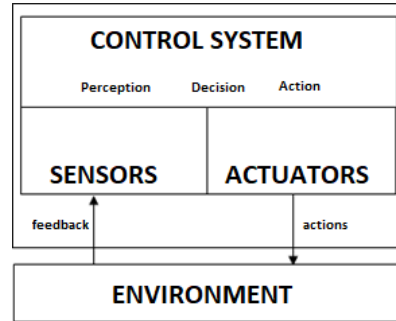 CONTROL SYSTEM
Perception Decision Action
SENSORS ACTUATORS
feedback actions
ENVIRONMENT